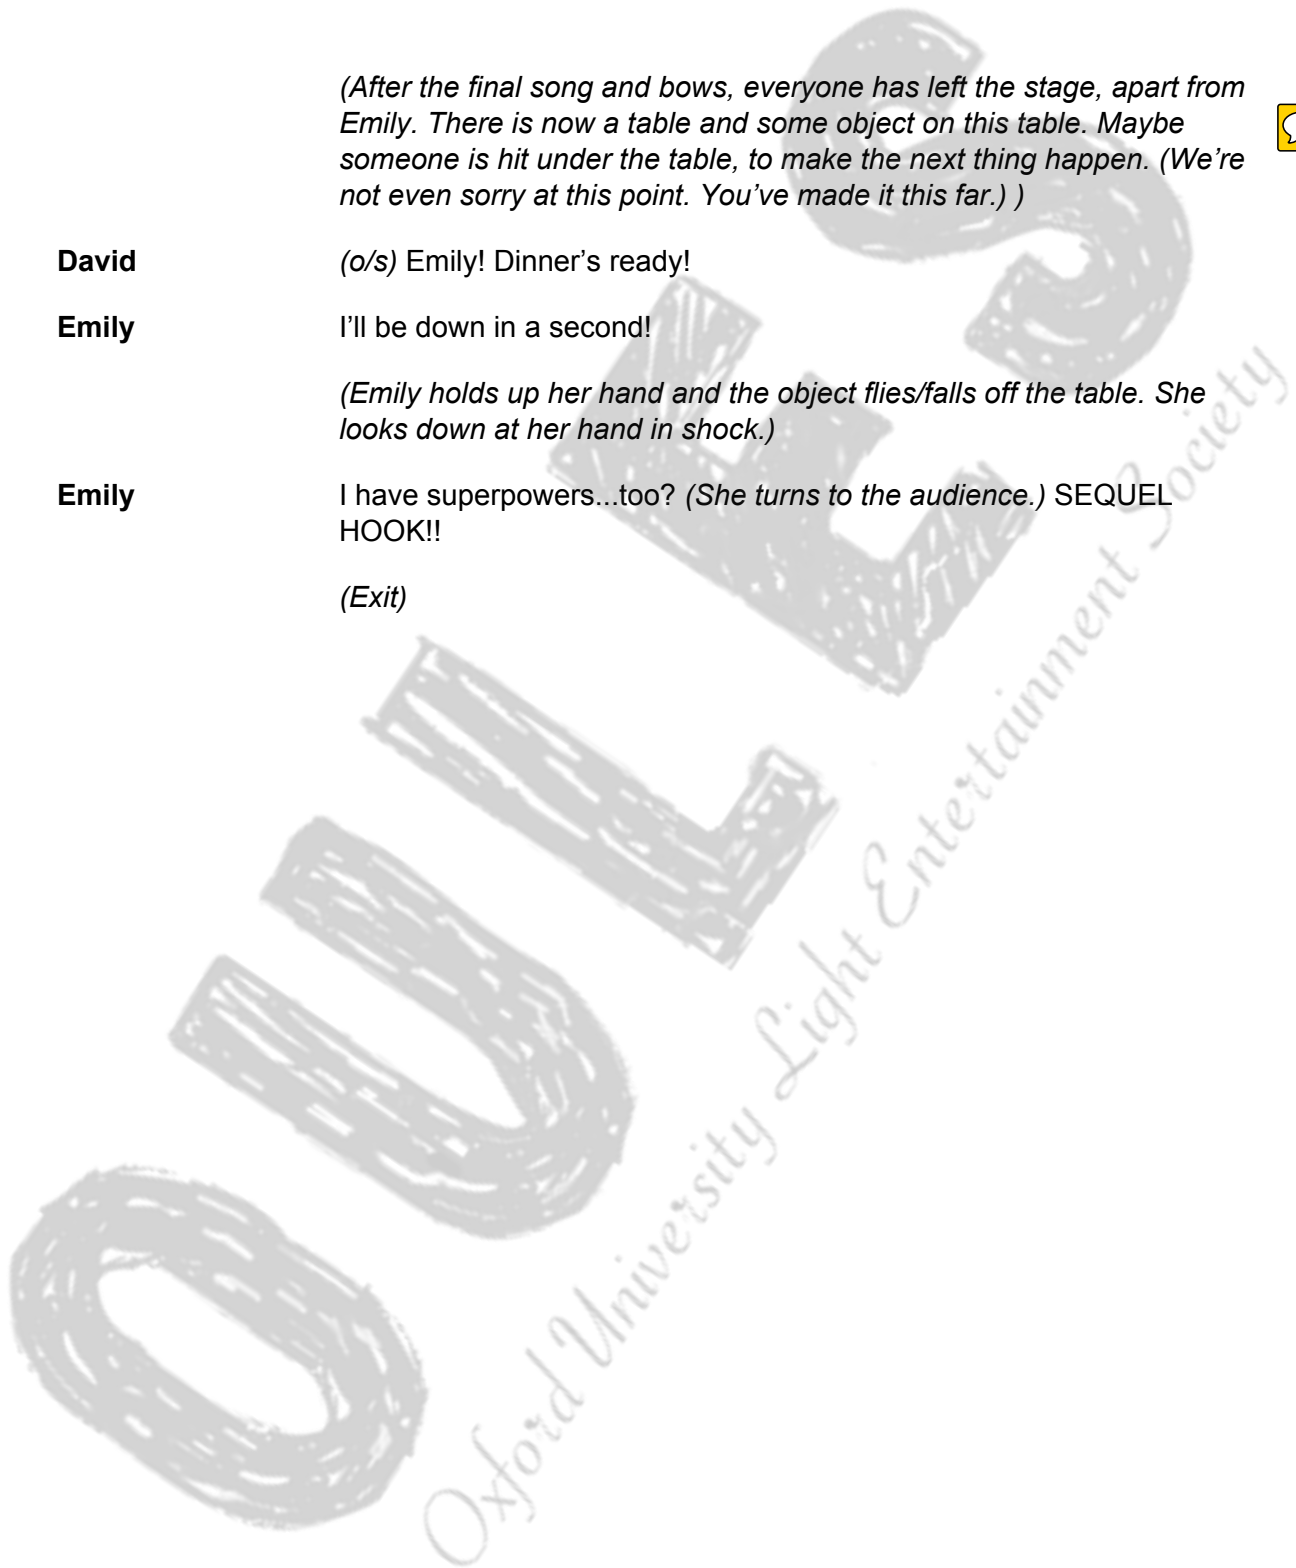 (After the final song and bows, everyone has left the stage, apart from
Emily. There is now a table and some object on this table. Maybe
someone is hit under the table, to make the next thing happen. (We’re
not even sorry at this point. You’ve made it this far.) )
David (o/s) Emily! Dinner’s ready!
Emily I’ll be down in a second!
(Emily holds up her hand and the object flies/falls off the table. She
looks down at her hand in shock.)
Emily I have superpowers...too? (She turns to the audience.) SEQUEL
HOOK!!
(Exit)
OULES
Oxford University Light Entertainment Society